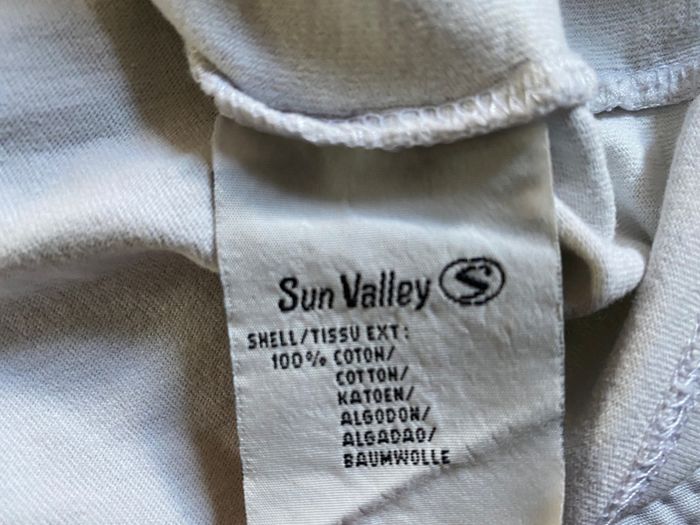 Sun Valley S
SHELL/TISSU EXT:
100% COTON/
COTTON/
KATOEN/
ALGODON/
ALGADAO/
BAUMWOLLE